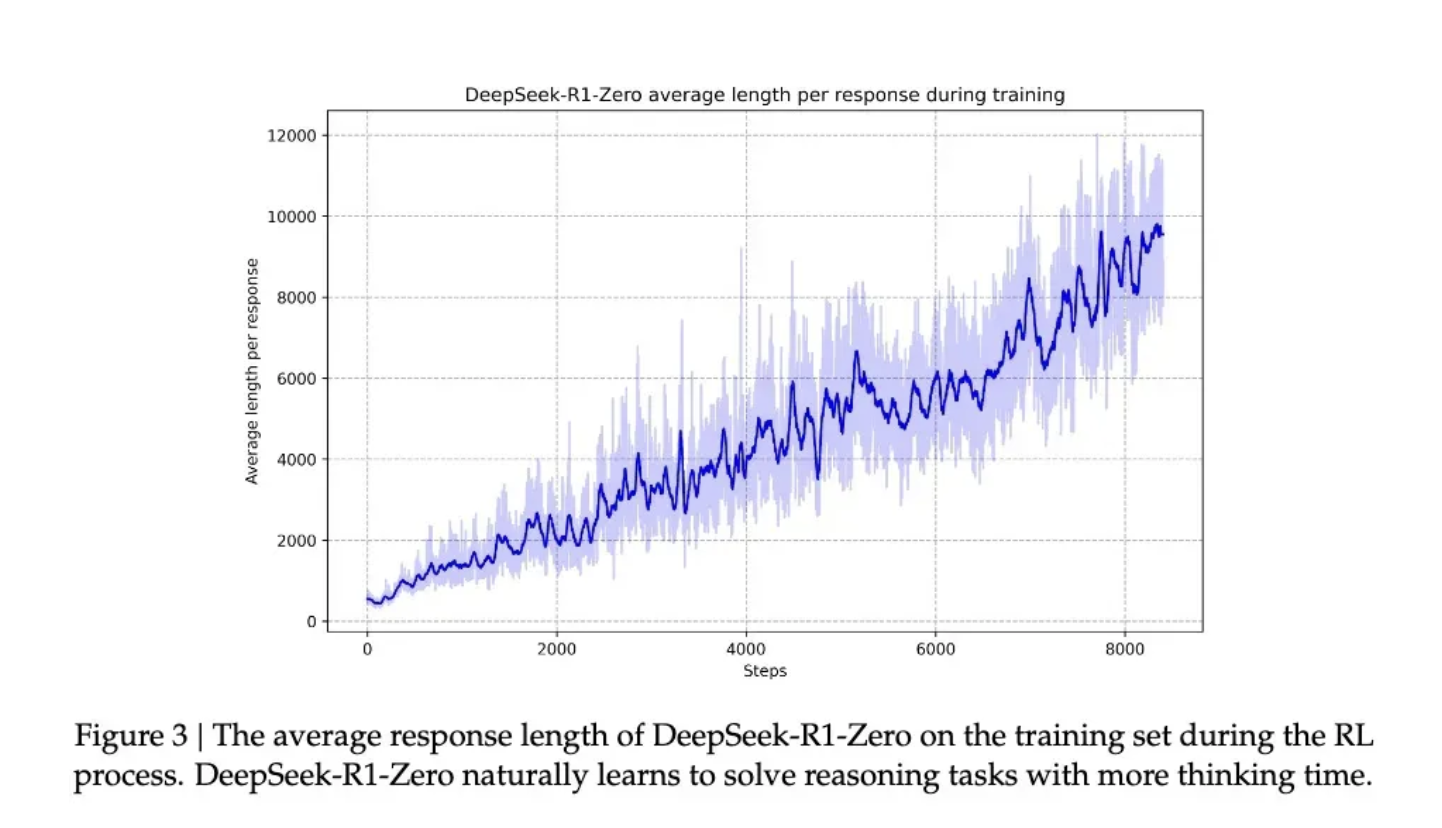 DeepSeek-R1-Zero average length per response during training
12000
10000
8000
6000
4000
2000
0
Average length per response
0 2000 4000 6000 8000
Steps
Figure 3 | The average response length of DeepSeek-R1-Zero on the training set during the RL
process. DeepSeek-R1-Zero naturally learns to solve reasoning tasks with more thinking time.